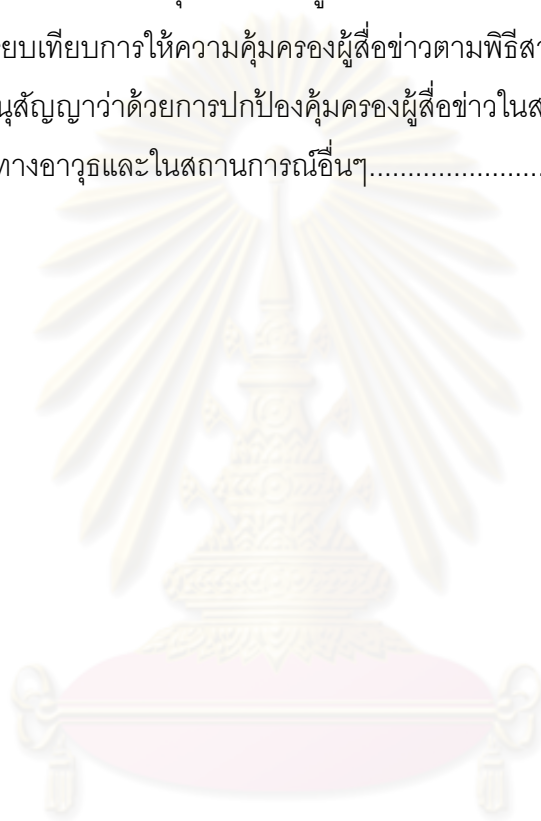 ยบเทียบการให้ความคุ้มครองผู้สื่อข่าวตามพิธีสา
นุสัญญาว่าด้วยการปกป้องคุ้มครองผู้สื่อข่าวในส
ทางอาวุธและในสถานการณ์อื่นๆ.......................